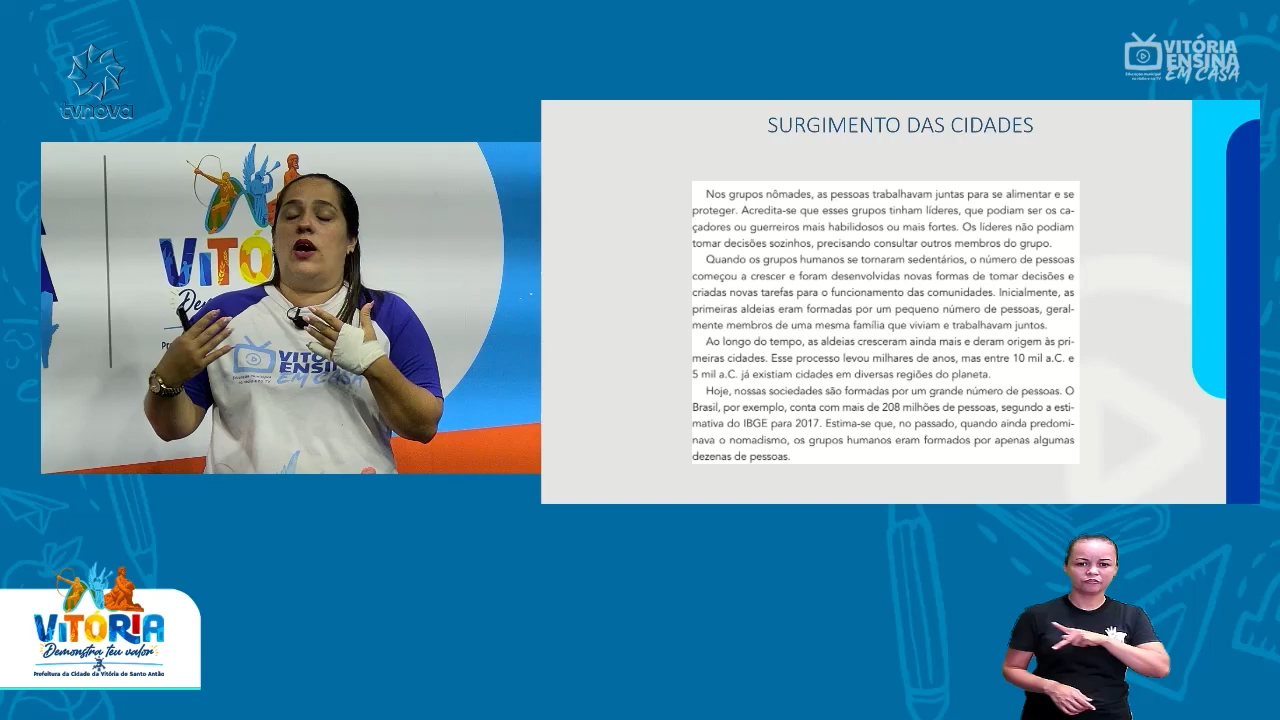 tvnova
VITÓRIA
ENSINA
EM CASA
SURGIMENTO DAS CIDADES
Nos grupos nômades, as pessoas trabalhavam juntas para se alimentar e se
proteger. Acredita-se que esses grupos tinham líderes, que podiam ser os ca-
çadores ou guerreiros mais habilidosos ou mais fortes. Os líderes não podiam
tomar decisões sozinhos, precisando consultar outros membros do grupo.
Quando os grupos humanos se tornaram sedentários, o número de pessoas
começou a crescer e foram desenvolvidas novas formas de tomar decisões e
criadas novas tarefas para o funcionamento das comunidades. Inicialmente, as
primeiras aldeias eram formadas por um pequeno número de pessoas, geral-
mente membros de uma mesma família que viviam e trabalhavam juntos.
Ao longo do tempo, as aldeias cresceram ainda mais e deram origem às pri-
meiras cidades. Esse processo levou milhares de anos, mas entre 10 mil a.C. e
5 mil a.C. já existiam cidades em diversas regiões do planeta.
Hoje, nossas sociedades são formadas por um grande número de pessoas. O
Brasil, por exemplo, conta com mais de 208 milhões de pessoas, segundo a esti-
mativa do IBGE para 2017. Estima-se que, no passado, quando ainda predomi-
nava o nomadismo, os grupos humanos eram formados por apenas algumas
dezenas de pessoas.
VITÓ
De
VITÓ
ENSIN
EM CASA
VITÓRIA
Demonstra teu valor
Prefeitura da Cidade da Vitória de Santo Antão